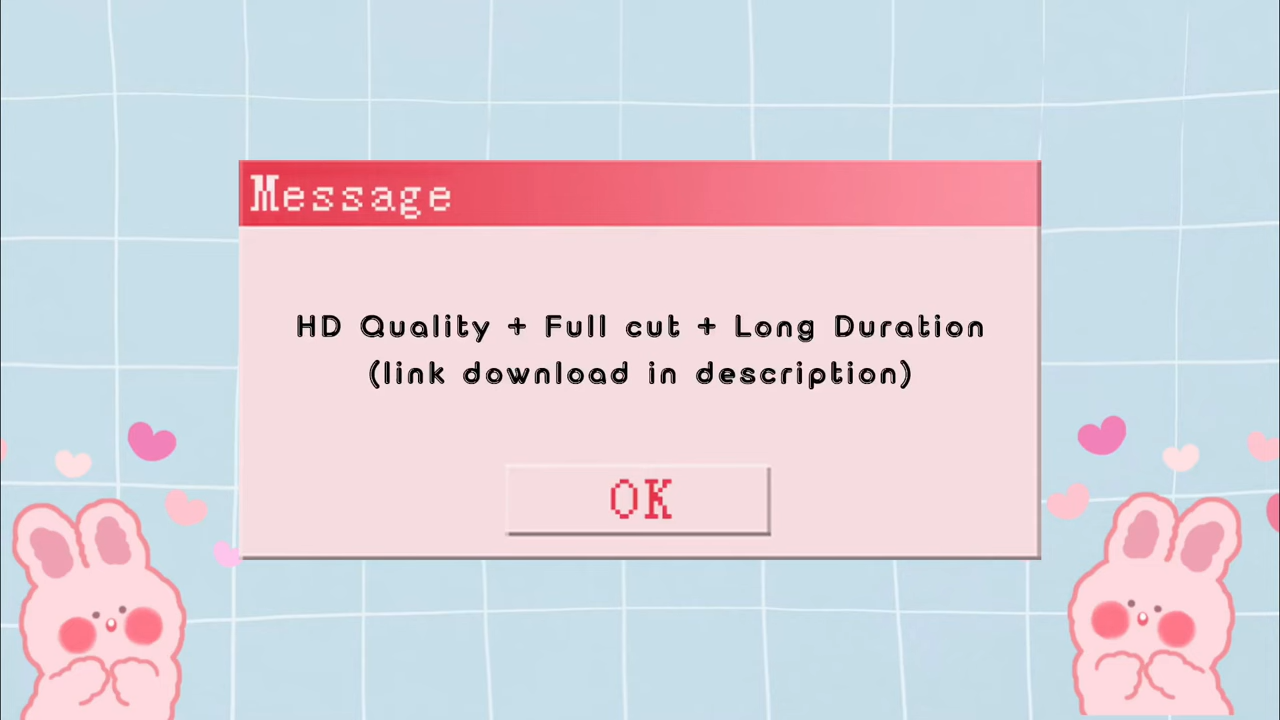 Message
HD Quality + Full cut + Long Duration
(link download in description)
OK